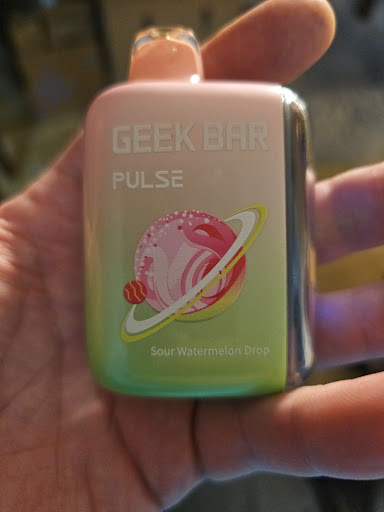 GEEK BAR
PULSE
Sour Watermelon Drop